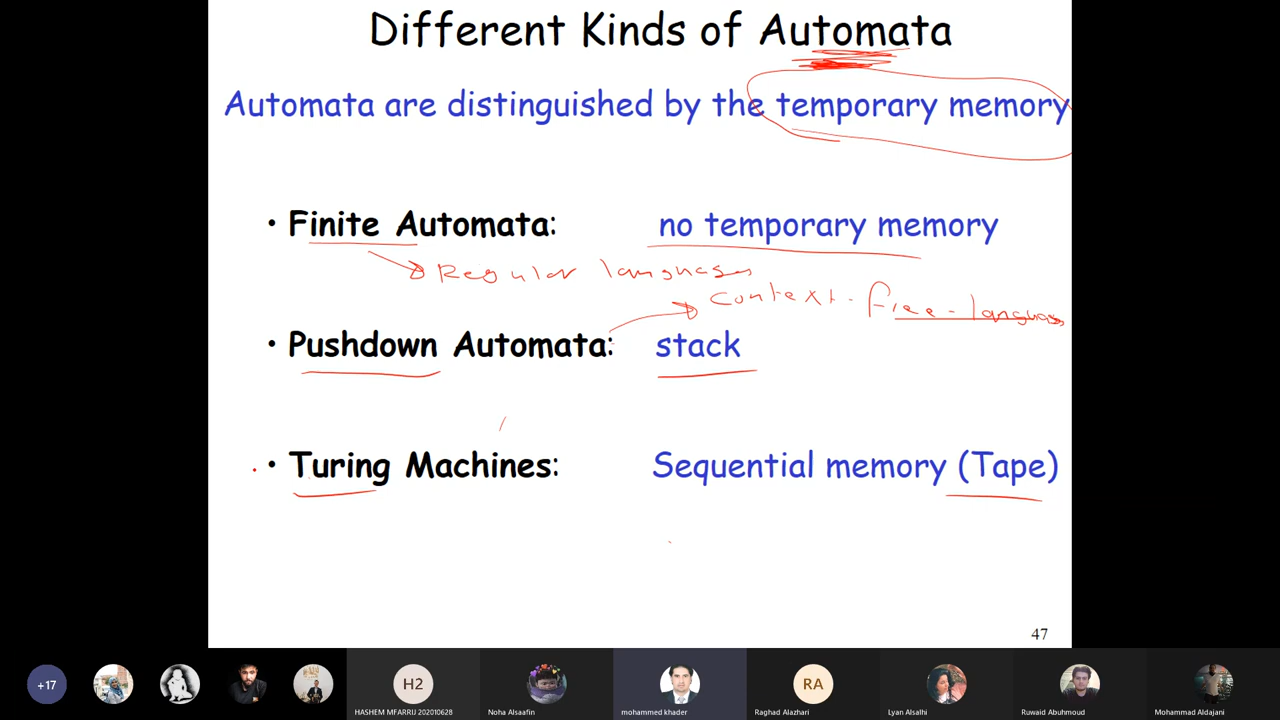 Different Kinds of Automata
Automata are distinguished by the temporary memory
• Finite Automata: no temporary memory
Regular languages
Context-free-languages
• Pushdown Automata: stack
• Turing Machines: Sequential memory (Tape)
47
+17
H2
RA
HASHEM MFARRIJ 202010628
Noha Alsaafin
mohammed khader
Raghad Alazhari
Lyan Alsalhi
Ruwaid Abuhmoud
Mohammad Aldajani